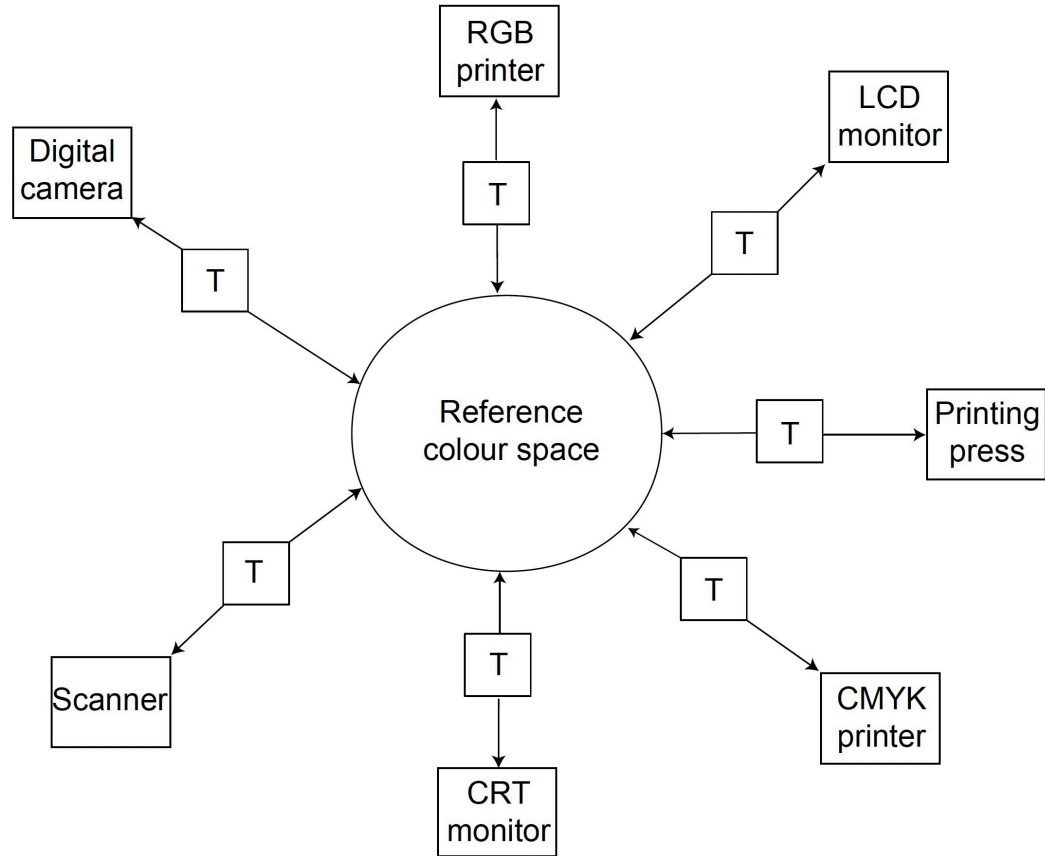 RGB
printer
LCD
monitor
Digital
camera
T
T
T
Reference
colour space
T
Printing
press
T
T
T
Scanner
CMYK
printer
CRT
monitor